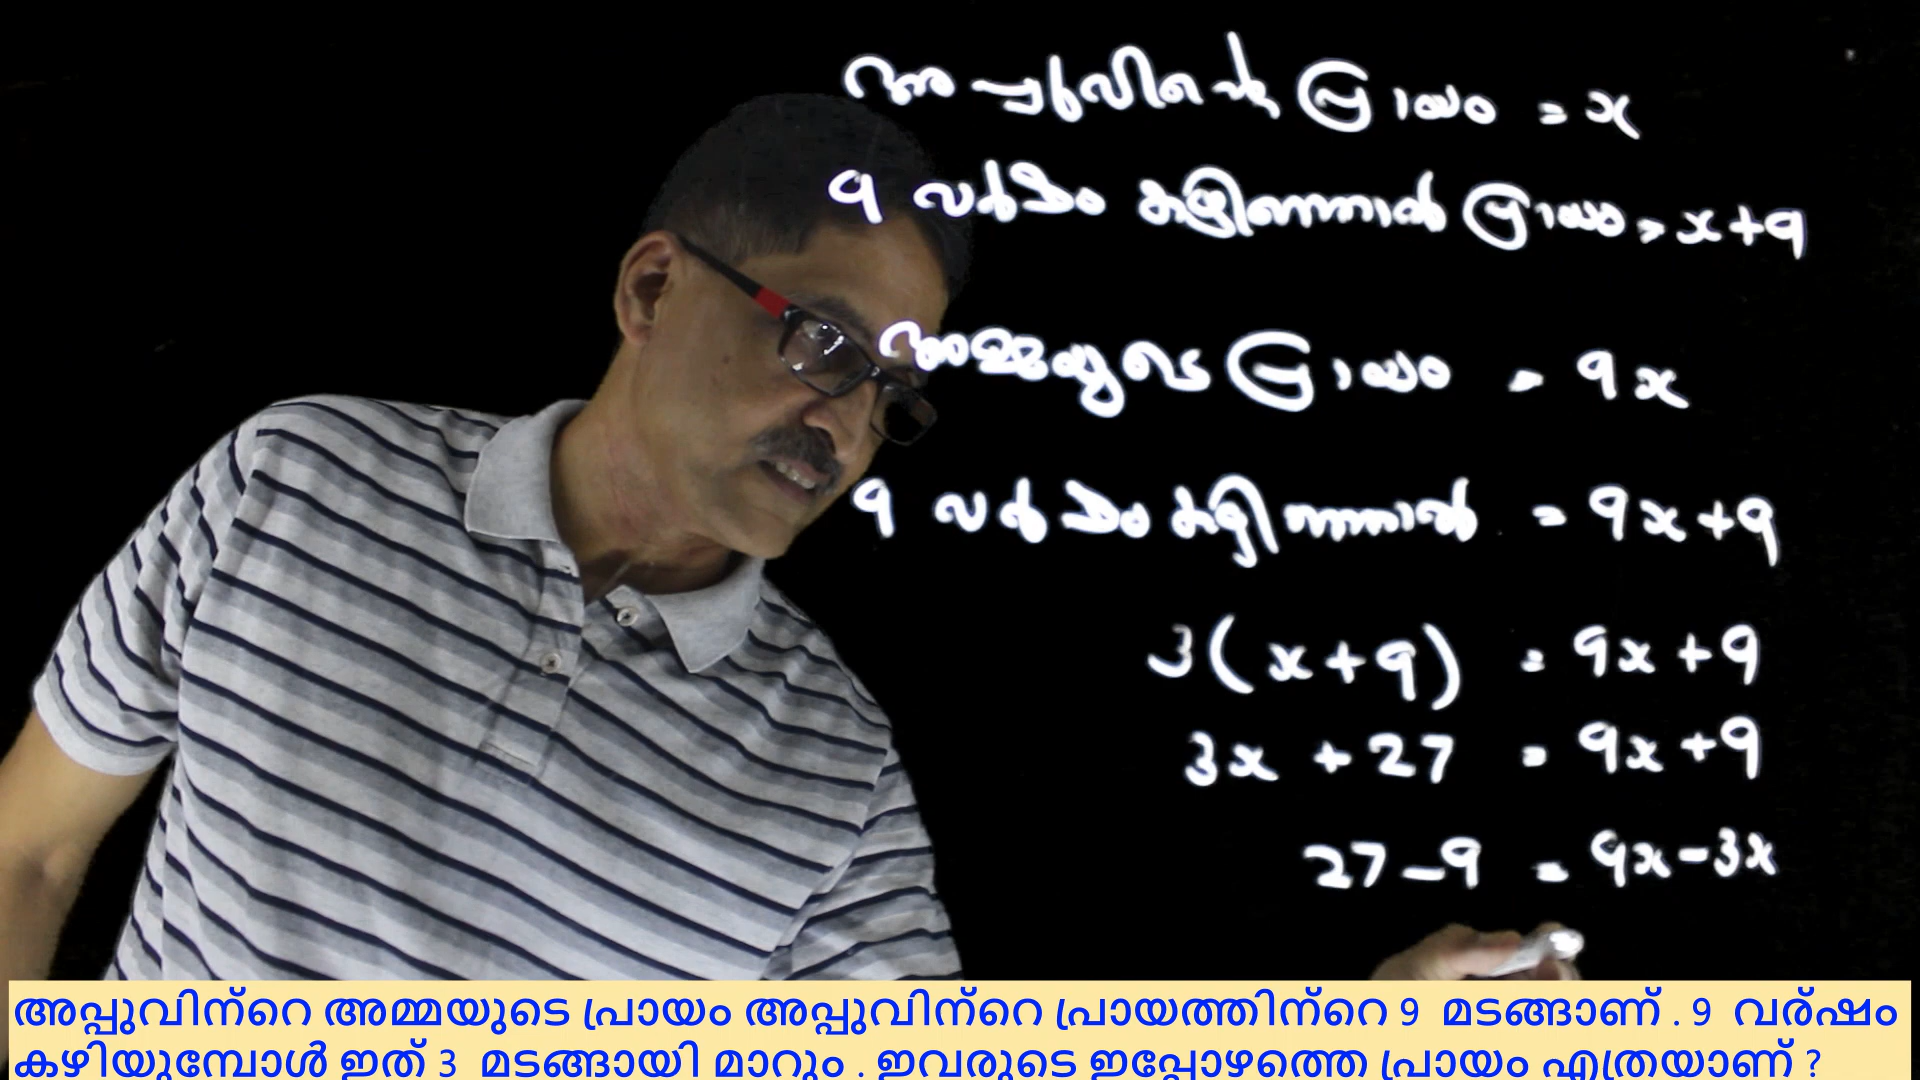 അപ്പുവിന്റെ പ്രായം = x
9 വർഷം കഴിഞ്ഞാൽ പ്രായം = x+9
അമ്മയുടെ പ്രായം = 9x
9 വർഷം കഴിഞ്ഞാൽ = 9x+9
3(x+9) = 9x+9
3x + 27 = 9x+9
27-9 = 9x-3x
അപ്പുവിന്റെ അമ്മയുടെ പ്രായം അപ്പുവിന്റെ പ്രായത്തിന്റെ 9 മടങ്ങാണ് . 9 വര്ഷം
കഴിയുമ്പോൾ ഇത് 3 മടങ്ങായി മാറും . ഇവരുടെ ഇപ്പോഴത്തെ പ്രായം എത്രയാണ് ?